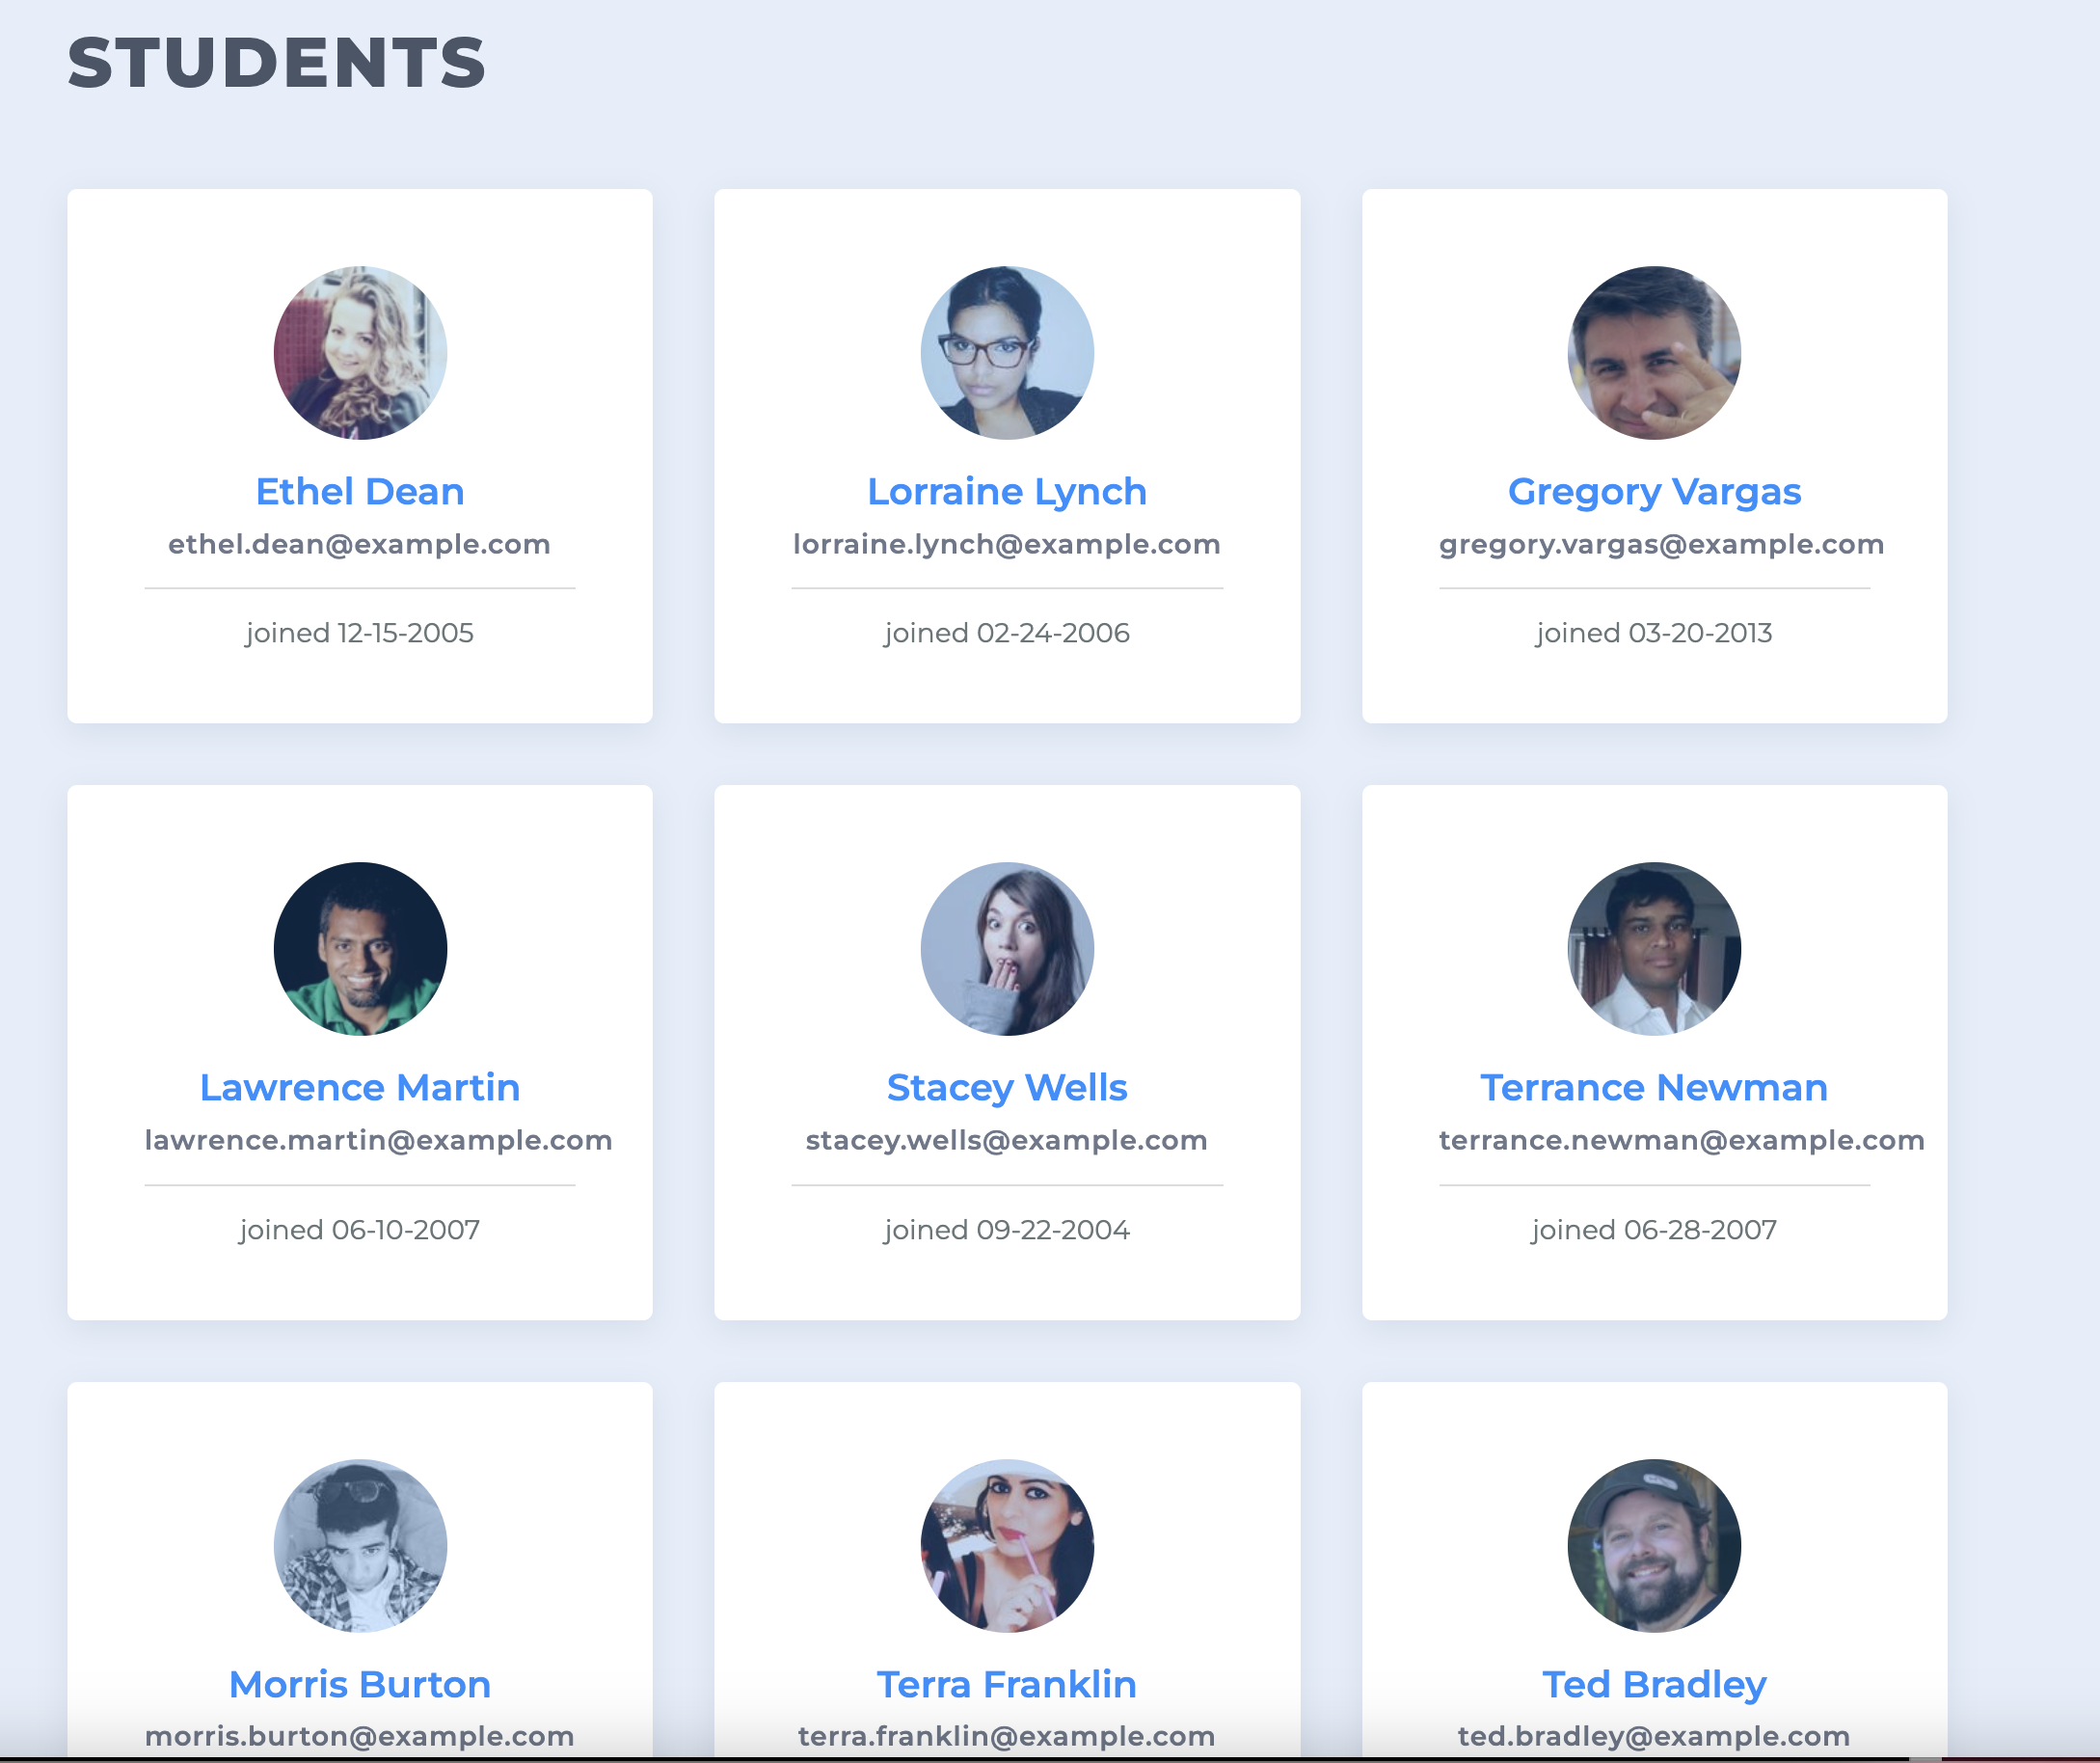 STUDENTS
Ethel Dean
ethel.dean@example.com
joined 12-15-2005
Lorraine Lynch
lorraine.lynch@example.com
joined 02-24-2006
Gregory Vargas
gregory.vargas@example.com
joined 03-20-2013
Lawrence Martin
lawrence.martin@example.com
joined 06-10-2007
Stacey Wells
stacey.wells@example.com
joined 09-22-2004
Terrance Newman
terrance.newman@example.com
joined 06-28-2007
Morris Burton
morris.burton@example.com
Terra Franklin
terra.franklin@example.com
Ted Bradley
ted.bradley@example.com